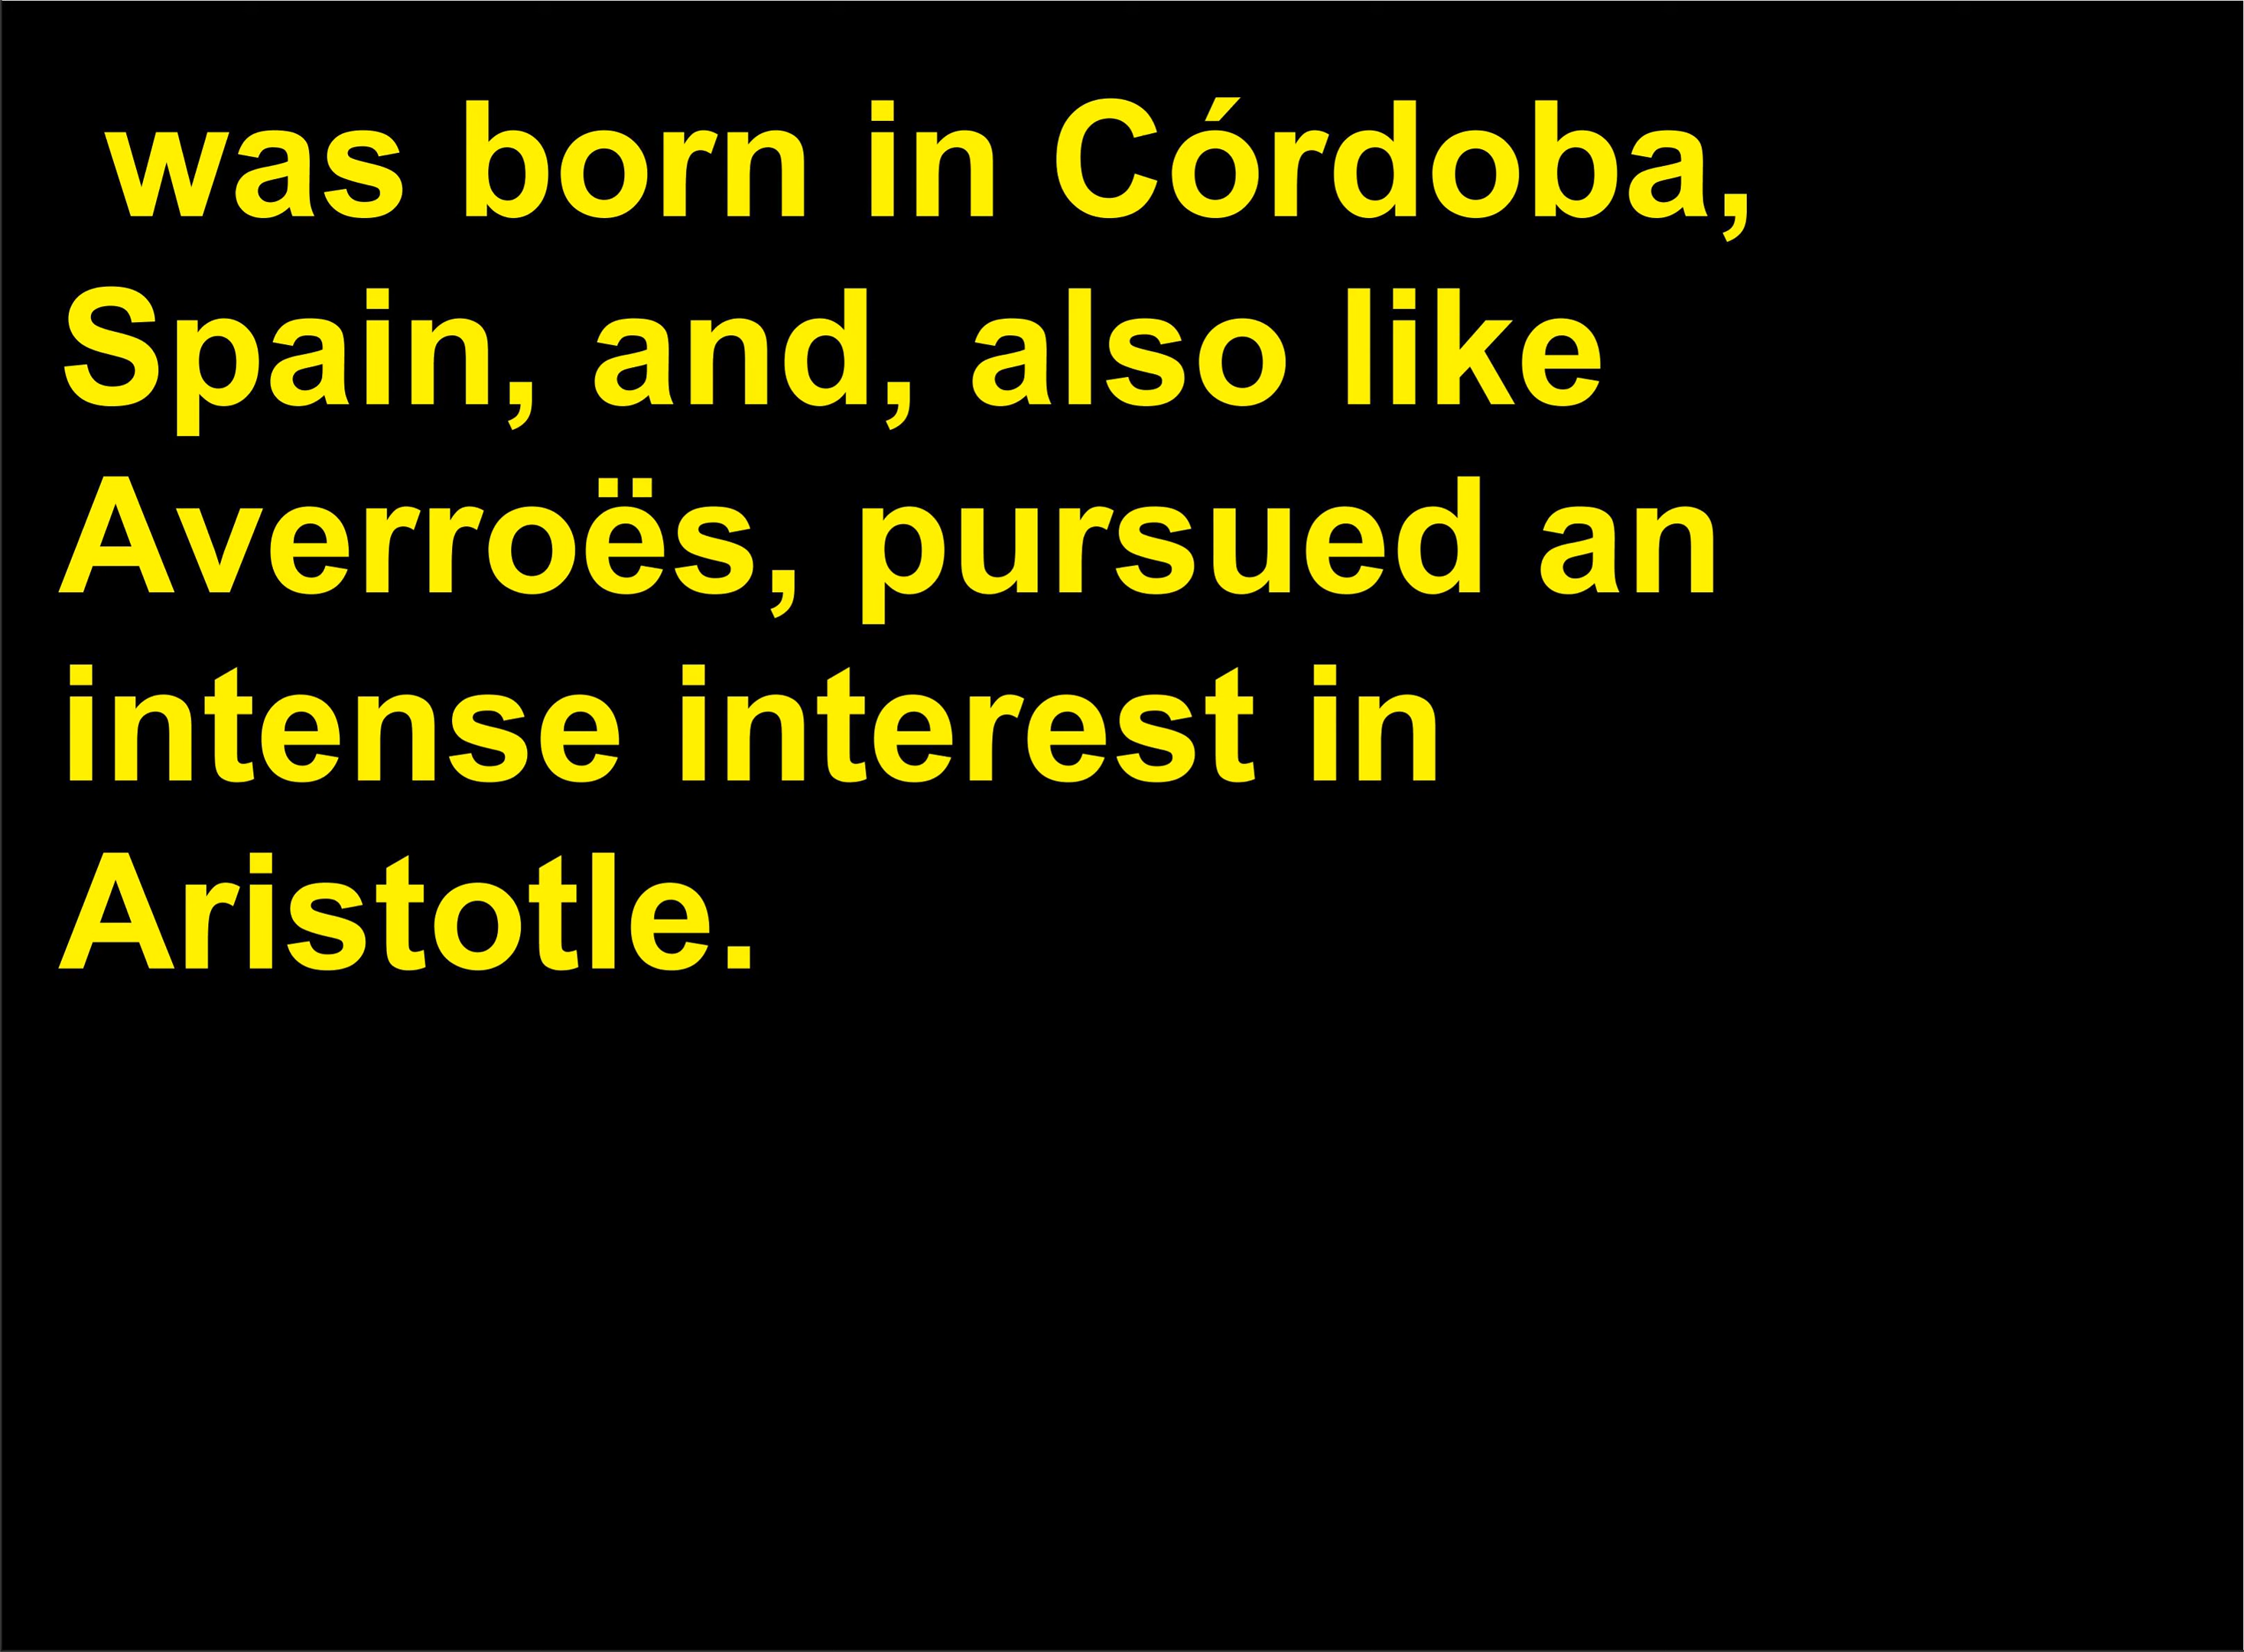 was born in Córdoba,
Spain, and, also like
Averroës, pursued an
intense interest in
Aristotle.